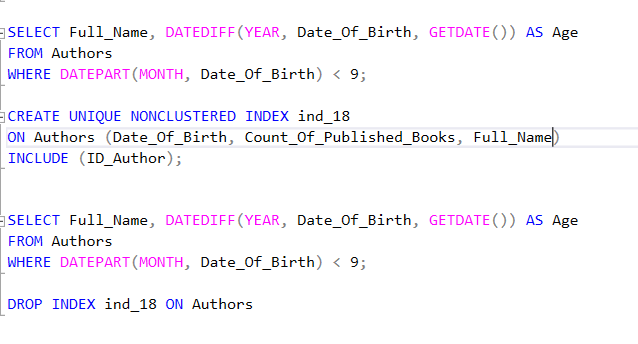 SELECT Full_Name, DATEDIFF(YEAR, Date_Of_Birth, GETDATE()) AS Age
FROM Authors
WHERE DATEPART(MONTH, Date_Of_Birth) < 9;
CREATE UNIQUE NONCLUSTERED INDEX ind_18
ON Authors (Date_Of_Birth, Count_Of_Published_Books, Full_Name)
INCLUDE (ID_Author);
SELECT Full_Name, DATEDIFF(YEAR, Date_Of_Birth, GETDATE()) AS Age
FROM Authors
WHERE DATEPART(MONTH, Date_Of_Birth) < 9;
DROP INDEX ind_18 ON Authors